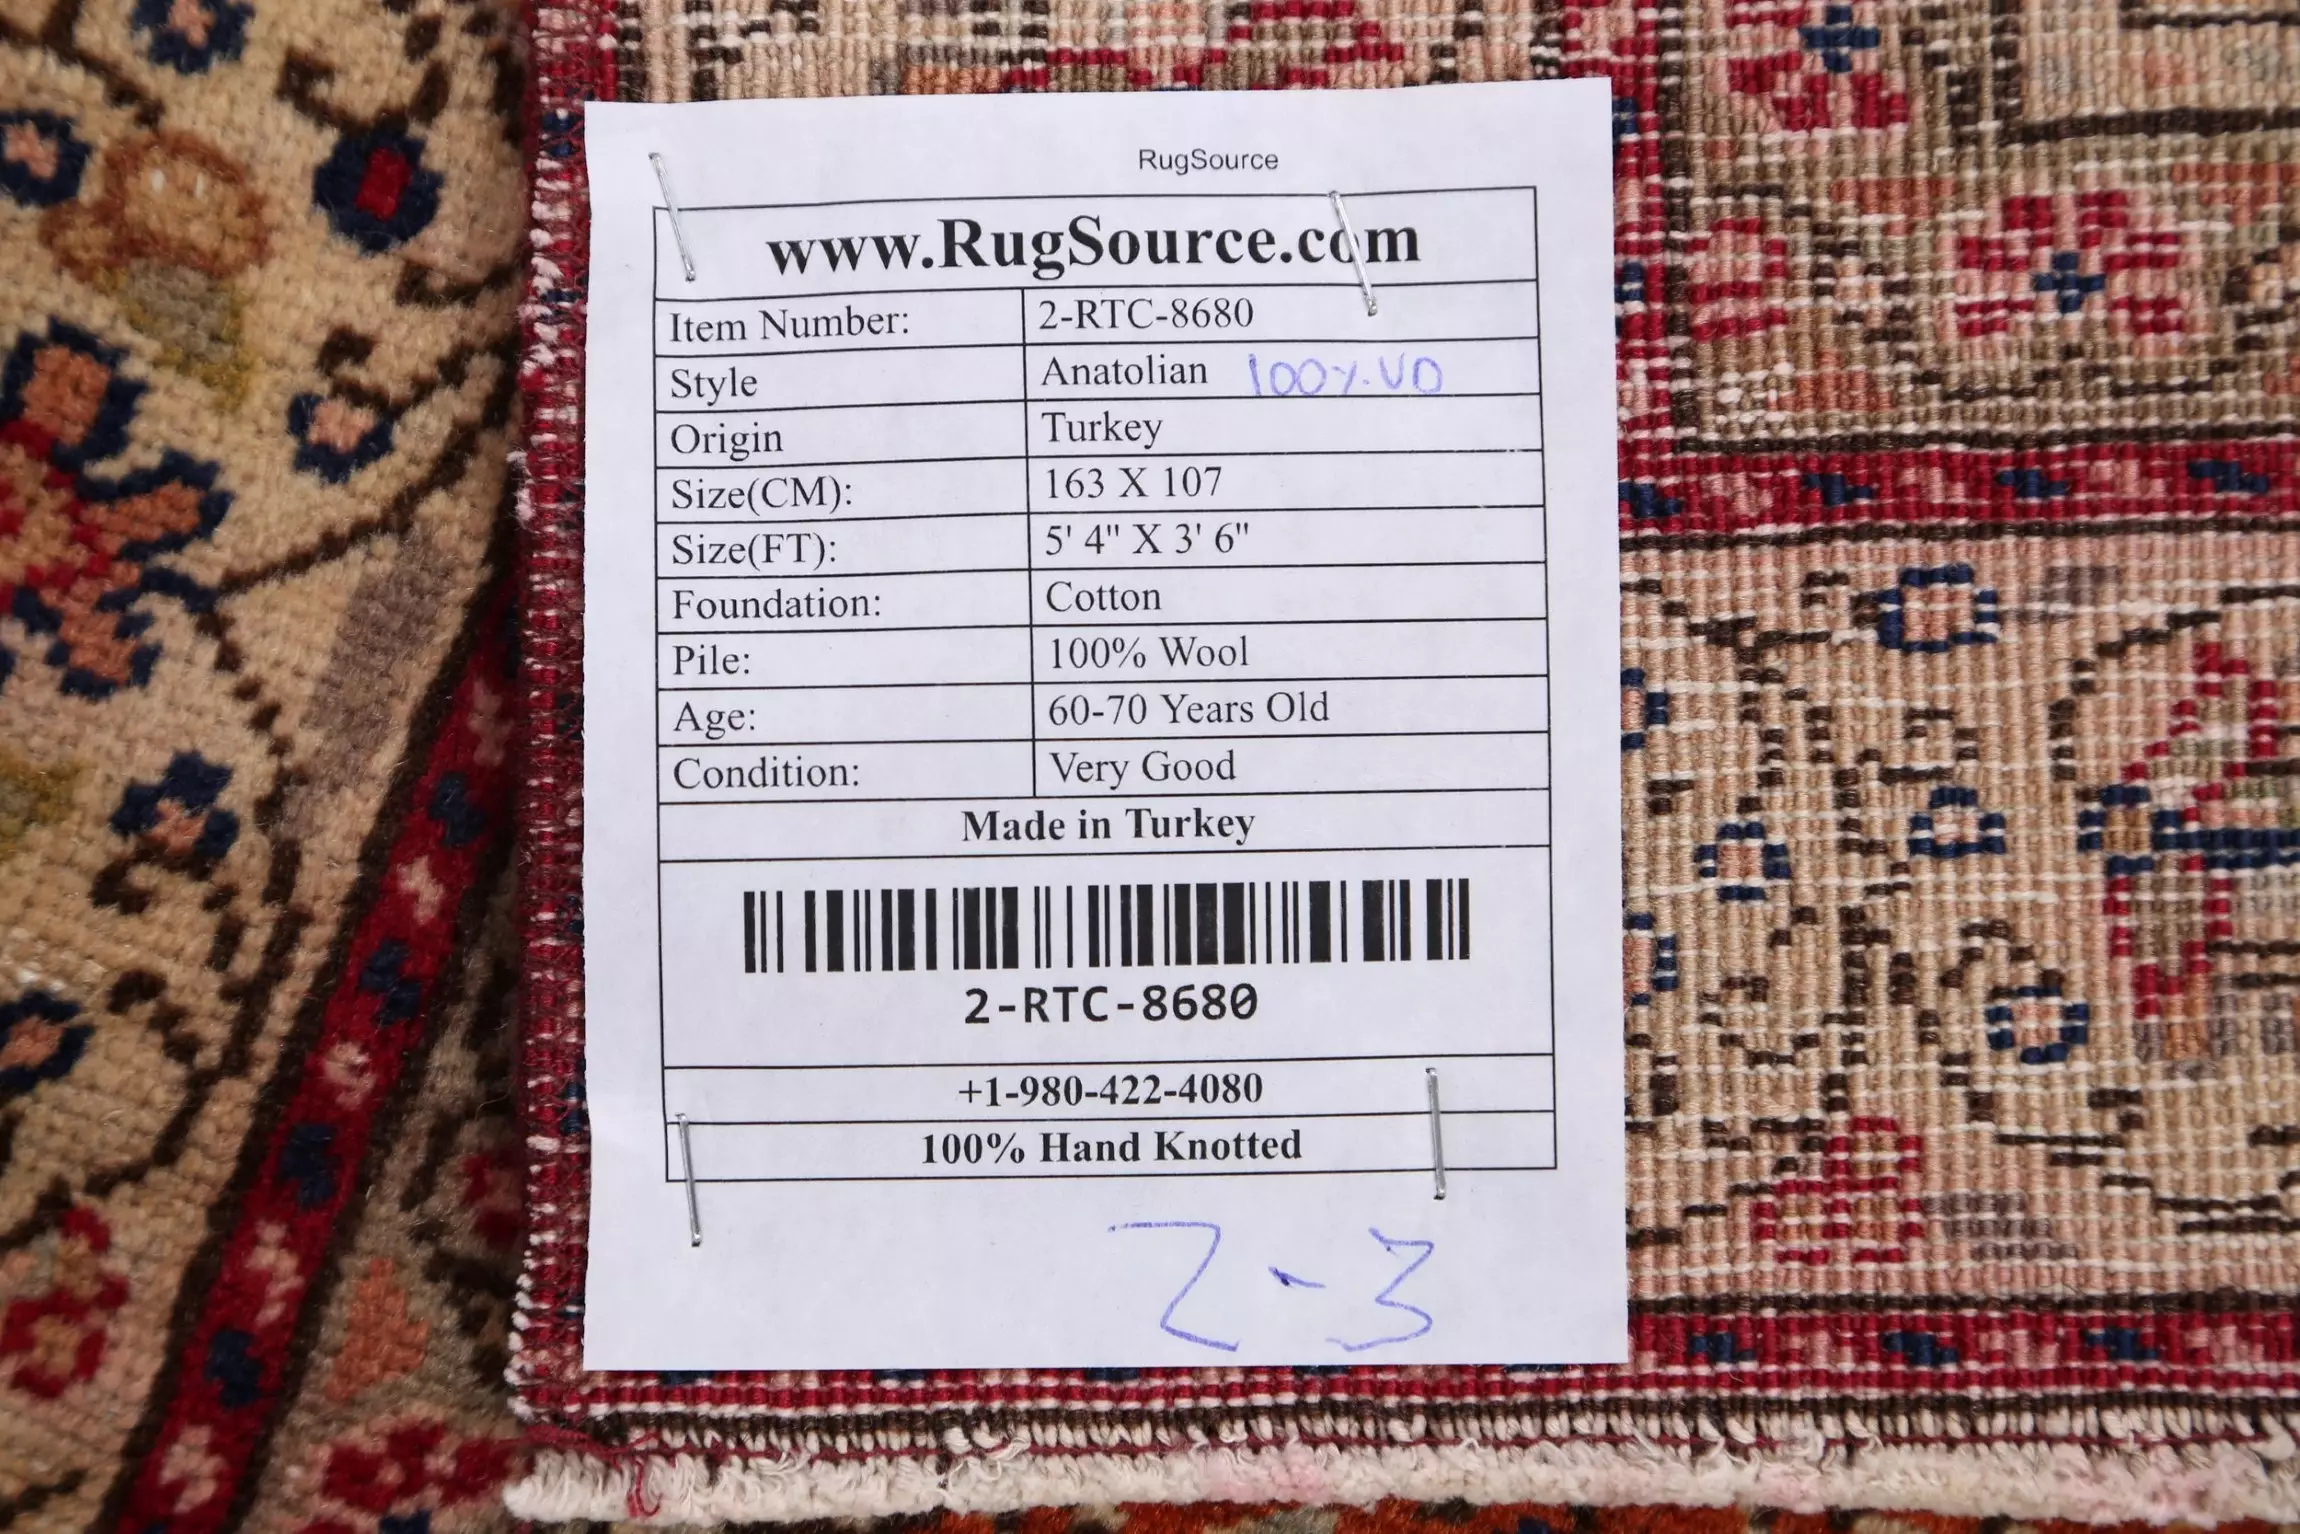 RugSource
www.RugSource.com
Item Number: 2-RTC-8680
Style Anatolian 100%.VD
Origin Turkey
Size(CM): 163 X 107
Size(FT): 5' 4" X 3' 6"
Foundation: Cotton
Pile: 100% Wool
Age: 60-70 Years Old
Condition: Very Good
Made in Turkey
2-RTC-8680
+1-980-422-4080
100% Hand Knotted
2-3